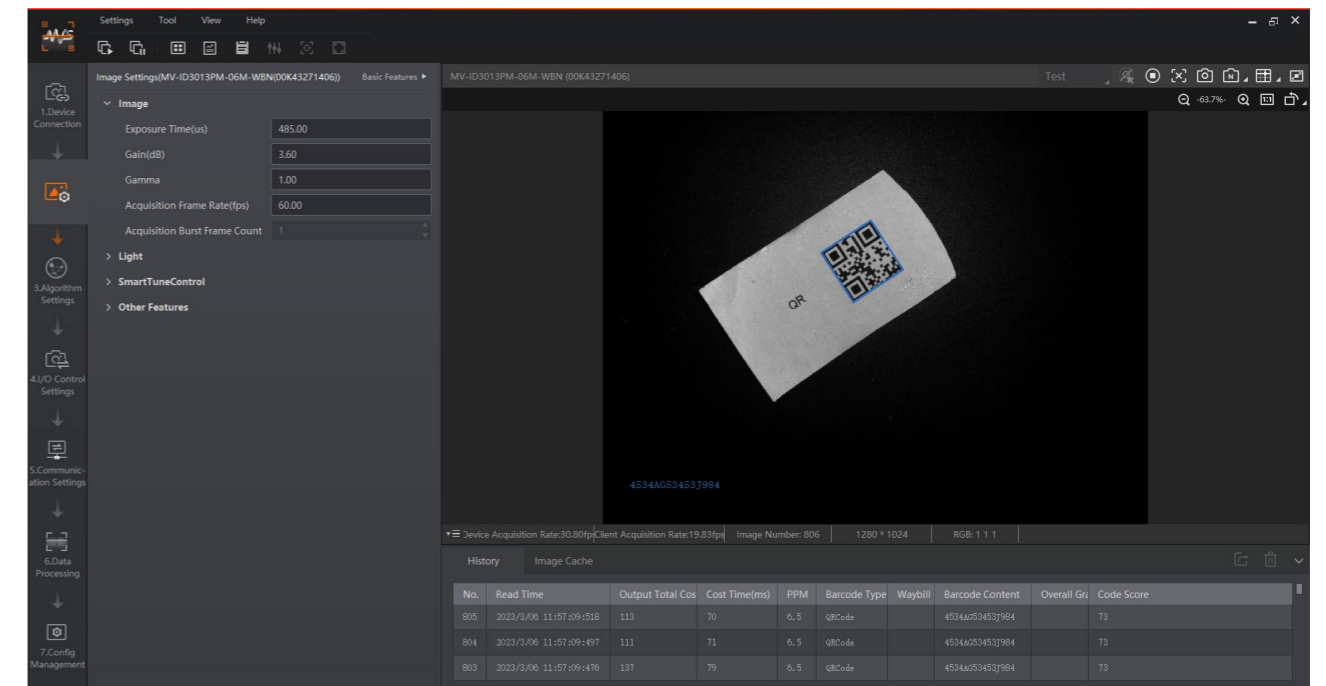 MVS
Settings Tool View Help
Image Settings(MV-ID3013PM-06M-WBN(00K43271406)) Basic Features
MV-ID3013PM-06M-WBN (00K43271406) Test
-63.7%-
1:1
1.Device
Connection
3.Algorithm
Settings
4.I/O Control
Settings
5.Communic-
ation Settings
6.Data
Processing
7.Config
Management
Image
Exposure Time(us) 485.00
Gain(dB) 3.60
Gamma 1.00
Acquisition Frame Rate(fps) 60.00
Acquisition Burst Frame Count 1
Light
SmartTuneControl
Other Features
QR
4534AG53453J984
Device Acquisition Rate:30.80fps Client Acquisition Rate:19.83fps Image Number: 806 1280 * 1024 RGB: 1 1 1
History Image Cache
No. Read Time Output Total Cos Cost Time(ms) PPM Barcode Type Waybill Barcode Content Overall Gra Code Score
805 2023/3/06 11:57:09:518 113 70 6.5 QRCode 4534AG53453J984 73
804 2023/3/06 11:57:09:497 111 71 6.5 QRCode 4534AG53453J984 73
803 2023/3/06 11:57:09:476 137 79 6.5 QRCode 4534AG53453J984 73